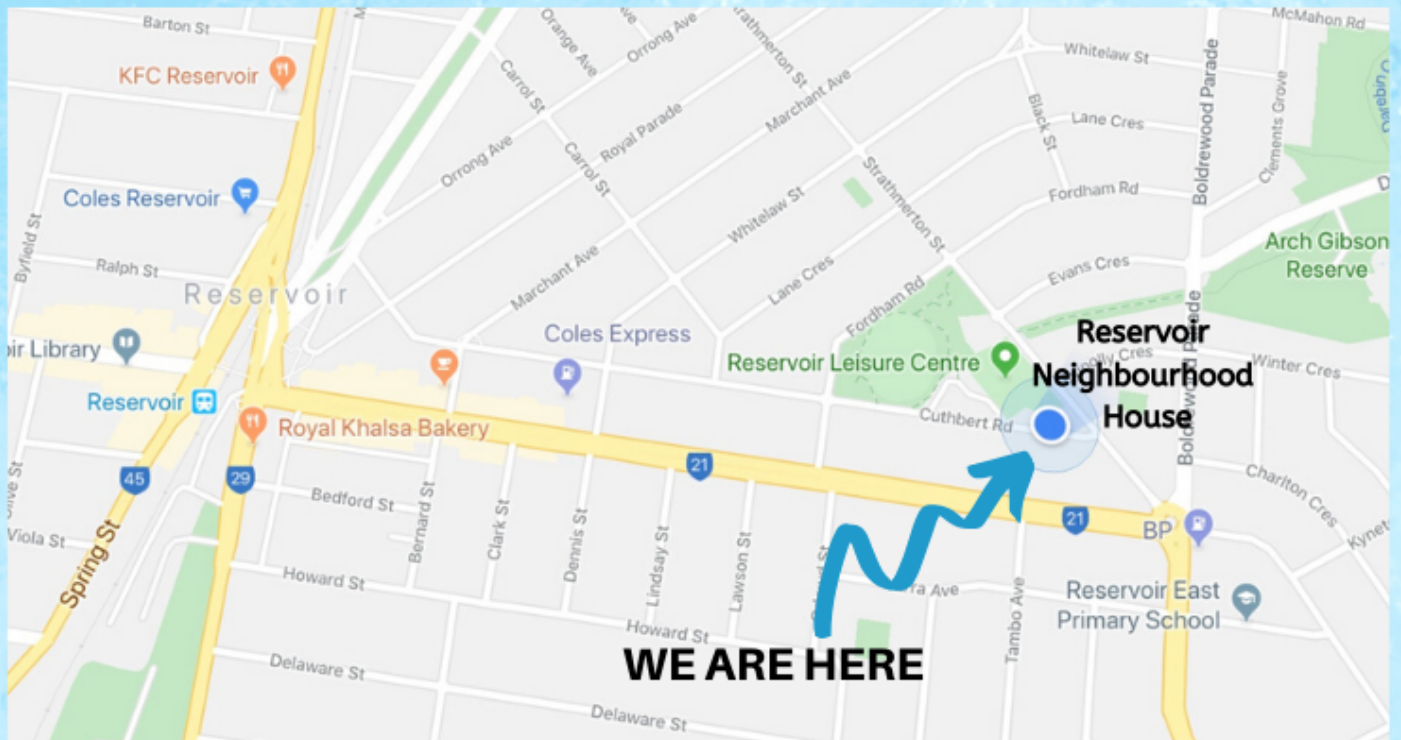 McMahon Rd
Barton St
Orange Ave
Orrong Ave
Strathmerton St
Whitelaw St
KFC Reservoir
Carrol St
Marchant Ave
Black St
Boldrewood Parade
Clements Grove
Royal Parade
Lane Cres
Orrong Ave
Carrol St
Strathmerton St
Fordham Rd
Coles Reservoir
Whitelaw St
Byfield St
Ralph St
Marchant Ave
Lane Cres
Evans Cres
Arch Gibson
Reserve
Reservoir
Fordham Rd
Coles Express
Reservoir
Neighbourhood
House
Boldrewood Parade
Winter Cres
Library
Reservoir Leisure Centre
Reservoir
Royal Khalsa Bakery
Cuthbert Rd
45
29
21
21
BP
Charlton Cres
Bedford St
Bernard St
Clark St
Dennis St
Lindsay St
Lawson St
Viola St
Spring St
Howard St
Reservoir East
Primary School
Tambo Ave
Howard St
WE ARE HERE
Delaware St
Delaware St